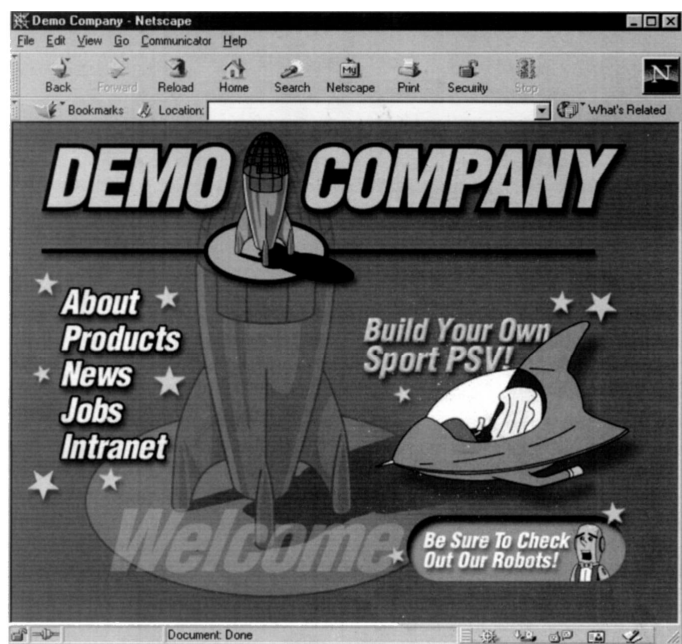 Demo Company - Netscape
File Edit View Go Communicator Help
My
Back Forward Reload Home Search Netscape Print Security Stop
N
Bookmarks Location: What's Related
DEMO COMPANY
About
Products
News
Jobs
Intranet
Build Your Own
Sport PSV!
Welcome
Be Sure To Check
Out Our Robots!
Document: Done